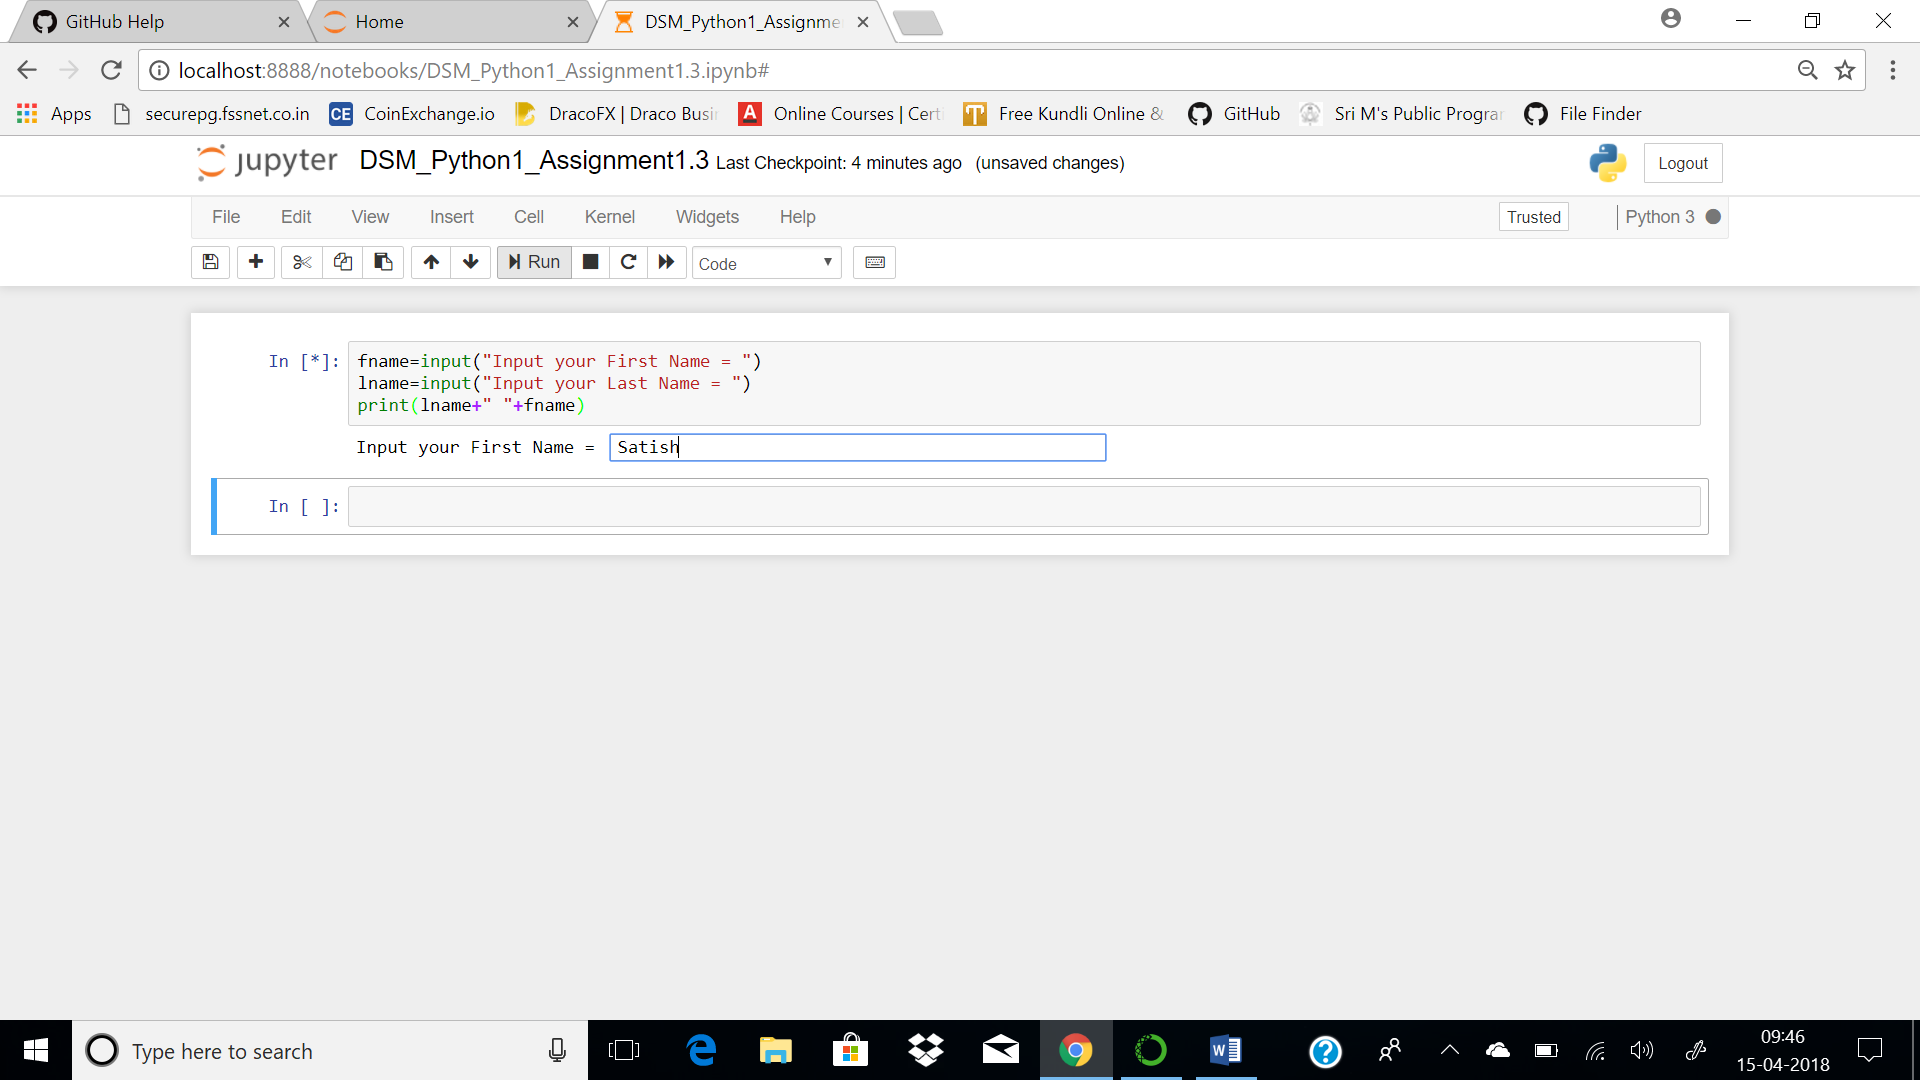 GitHub Help
Home
DSM_Python1_Assignme
localhost:8888/notebooks/DSM_Python1_Assignment1.3.ipynb#
Apps securepg.fssnet.co.in CE CoinExchange.io DracoFX | Draco Busi A Online Courses | Certi Free Kundli Online & GitHub Sri M's Public Progra File Finder
jupyter DSM_Python1_Assignment1.3 Last Checkpoint: 4 minutes ago (unsaved changes) Logout
File Edit View Insert Cell Kernel Widgets Help Trusted Python 3
Run Code
In [*]: fname=input("Input your First Name = ")
lname=input("Input your Last Name = ")
print(lname+" "+fname)
Input your First Name = Satish
In [ ]:
Type here to search
09:46
15-04-2018